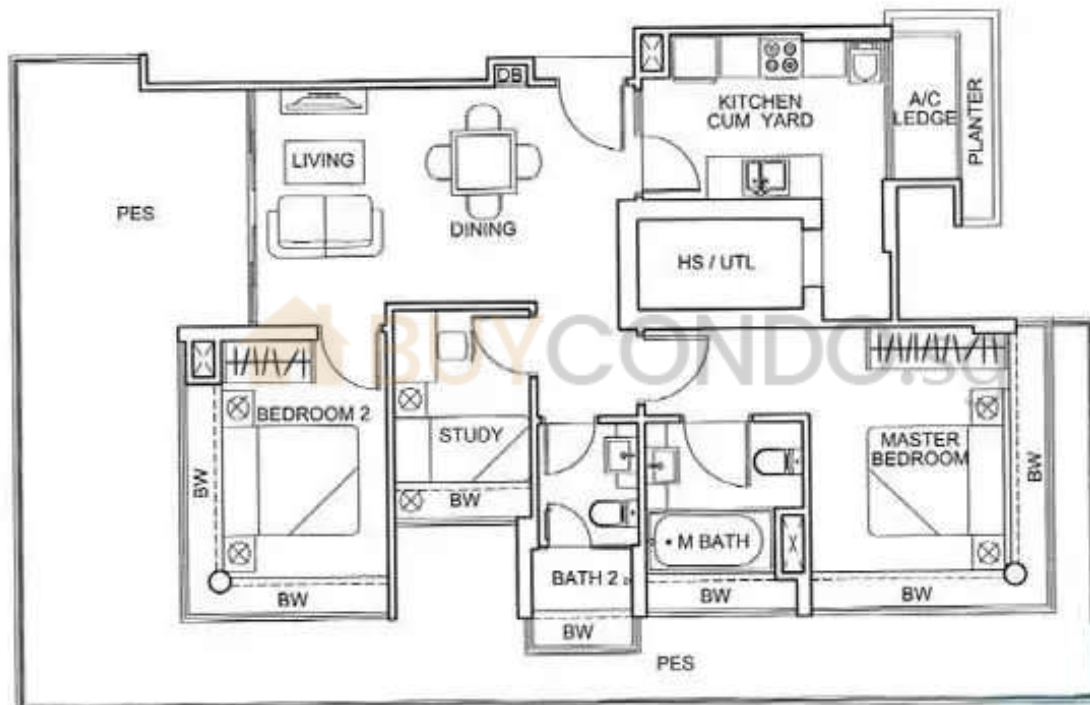 DB
KITCHEN
CUM YARD
A/C
LEDGE
PLANTER
LIVING
PES
DINING
HS / UTL
BUYCONDO.sg
BEDROOM 2
STUDY
MASTER
BEDROOM
BW
BW
BW
M BATH
BATH 2
BW
BW
BW
BW
PES